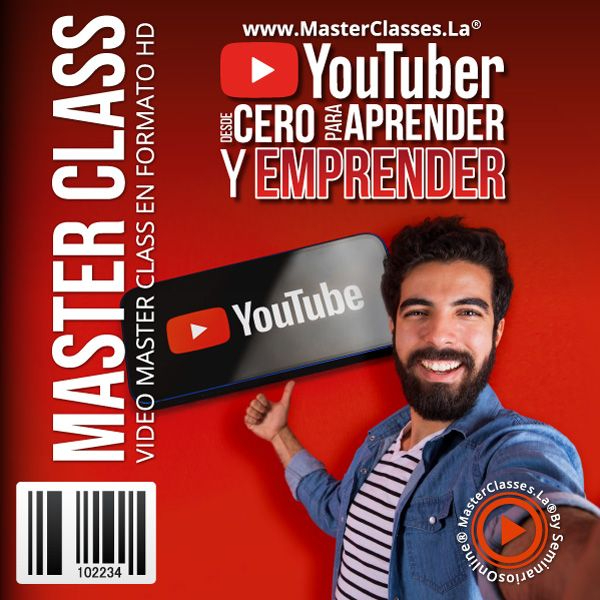 www.MasterClasses.La®
YouTuber
DESDE
CERO
PARA
APRENDER
Y EMPRENDER
MASTER CLASS
VIDEO MASTER CLASS EN FORMATO HD
YouTube
102234
MasterClasses.La®By SeminariosOnline®